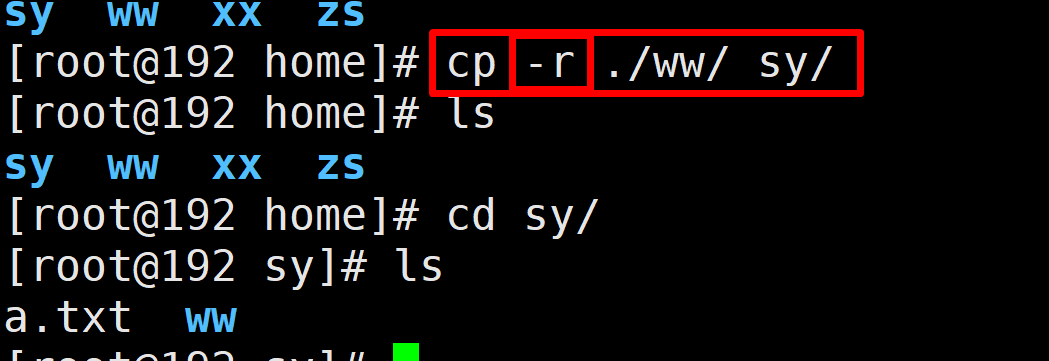 sy  ww  xx  zs
[root@192 home]# cp -r ./ww/ sy/
[root@192 home]# ls
sy  ww  xx  zs
[root@192 home]# cd sy/
[root@192 sy]# ls
a.txt  ww
[root@192 sy]#